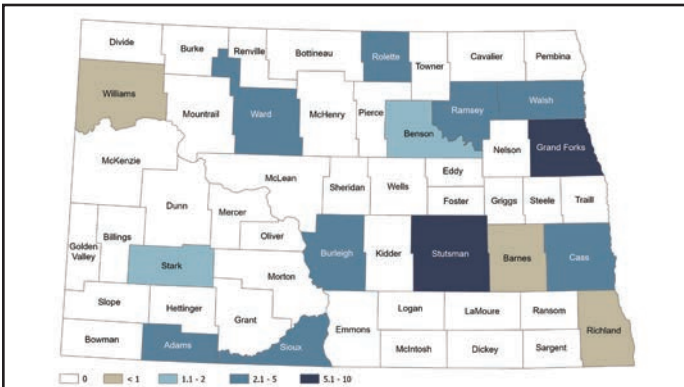 Divide
Burke
Renville
Bottineau
Rolette
Towner
Cavalier
Pembina
Williams
Mountrail
Ward
McHenry
Pierce
Benson
Ramsey
Walsh
Nelson
Grand Forks
McKenzie
McLean
Sheridan
Wells
Eddy
Foster
Griggs
Steele
Traill
Dunn
Mercer
Oliver
Golden
Valley
Billings
Stark
Morton
Burleigh
Kidder
Stutsman
Barnes
Cass
Slope
Hettinger
Grant
Emmons
Logan
LaMoure
Ransom
Richland
Bowman
Adams
Sioux
McIntosh
Dickey
Sargent
0 < 1 1.1 - 2 2.1 - 5 5.1 - 10